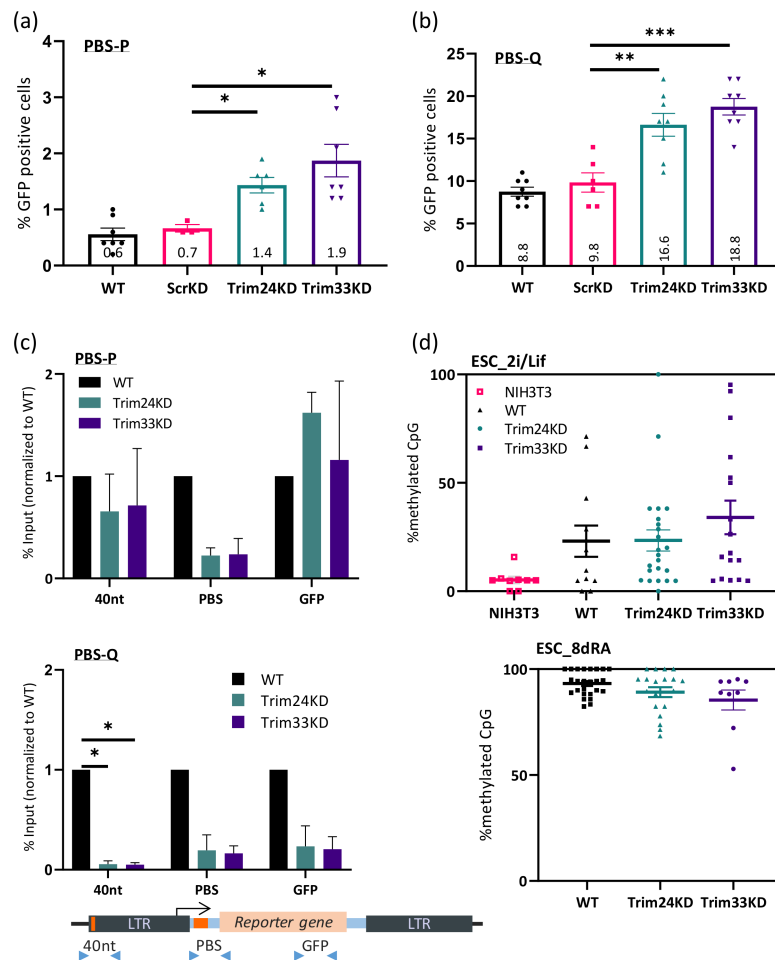 (a)
PBS-P
% GFP positive cells
4
3
2
1
0
*
*
0.6
0.7
1.4
1.9
WT ScrKD Trim24KD Trim33KD
(b)
PBS-Q
% GFP positive cells
25
20
15
10
5
0
***
**
8.8
9.8
16.6
18.8
WT ScrKD Trim24KD Trim33KD
(c)
PBS-P
% Input (normalized to WT)
2
1
0
WT
Trim24KD
Trim33KD
40nt PBS GFP
PBS-Q
% Input (normalized to WT)
2
1
0
WT
Trim24KD
Trim33KD
*
*
40nt PBS GFP
LTR Reporter gene LTR
40nt PBS GFP
(d)
ESC_2i/Lif
%methylated CpG
100
50
0
NIH3T3
WT
Trim24KD
Trim33KD
NIH3T3 WT Trim24KD Trim33KD
ESC_8dRA
%methylated CpG
100
50
0
WT Trim24KD Trim33KD